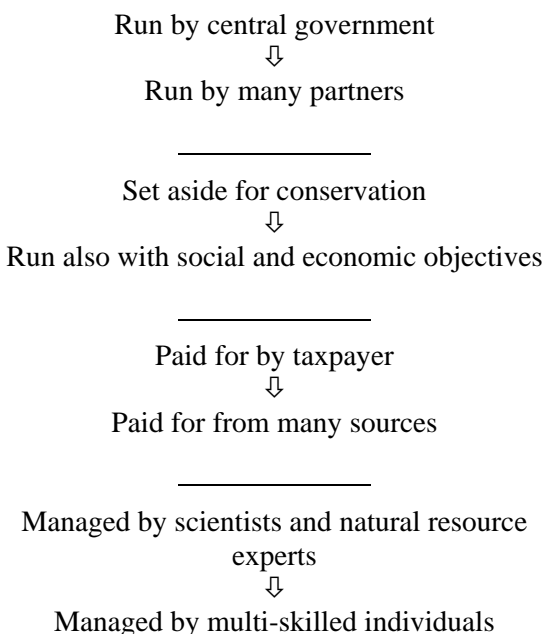 Run by central government
⇩
Run by many partners
Set aside for conservation
⇩
Run also with social and economic objectives
Paid for by taxpayer
⇩
Paid for from many sources
Managed by scientists and natural resource
experts
⇩
Managed by multi-skilled individuals